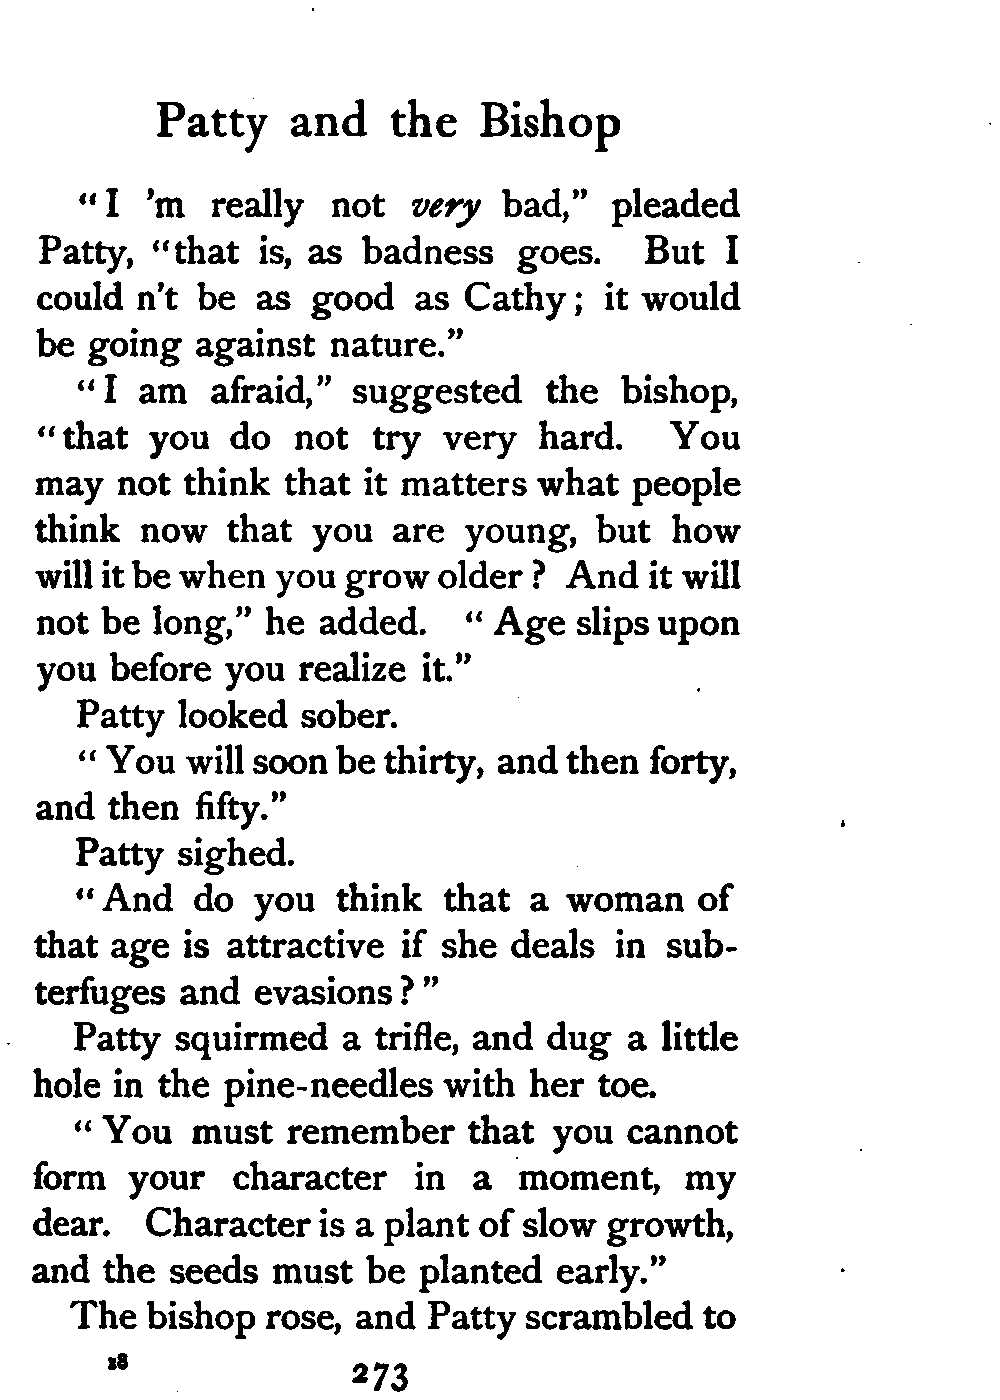 Patty and the Bishop
"I 'm really not very bad," pleaded
Patty, "that is, as badness goes. But I
could n't be as good as Cathy; it would
be going against nature."
"I am afraid," suggested the bishop,
"that you do not try very hard. You
may not think that it matters what people
think now that you are young, but how
will it be when you grow older? And it will
not be long," he added. "Age slips upon
you before you realize it."
Patty looked sober.
"You will soon be thirty, and then forty,
and then fifty."
Patty sighed.
"And do you think that a woman of
that age is attractive if she deals in sub-
terfuges and evasions?"
Patty squirmed a trifle, and dug a little
hole in the pine-needles with her toe.
"You must remember that you cannot
form your character in a moment, my
dear. Character is a plant of slow growth,
and the seeds must be planted early."
The bishop rose, and Patty scrambled to
18
273